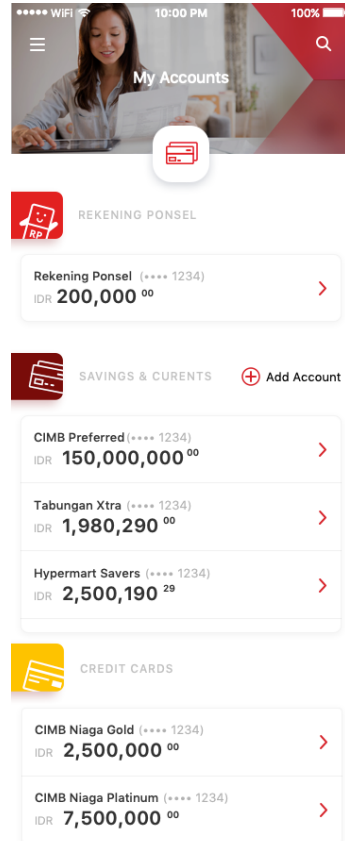 WiFi 10:00 PM 100%
My Accounts
REKENING PONSEL
RP
Rekening Ponsel (•••• 1234)
IDR 200,000 00
SAVINGS & CURENTS Add Account
CIMB Preferred (•••• 1234)
IDR 150,000,000 00
Tabungan Xtra (•••• 1234)
IDR 1,980,290 00
Hypermart Savers (•••• 1234)
IDR 2,500,190 29
CREDIT CARDS
CIMB Niaga Gold (•••• 1234)
IDR 2,500,000 00
CIMB Niaga Platinum (•••• 1234)
IDR 7,500,000 00